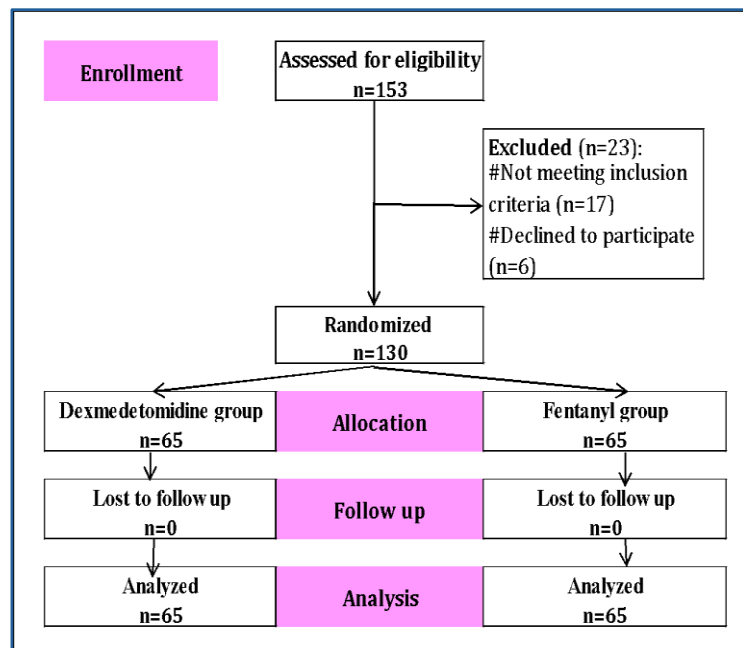 Enrollment
Assessed for eligibility
n=153
Excluded (n=23):
#Not meeting inclusion
criteria (n=17)
#Declined to participate
(n=6)
Randomized
n=130
Dexmedetomidine group
n=65
Allocation
Fentanyl group
n=65
Lost to follow up
n=0
Follow up
Lost to follow up
n=0
Analyzed
n=65
Analysis
Analyzed
n=65